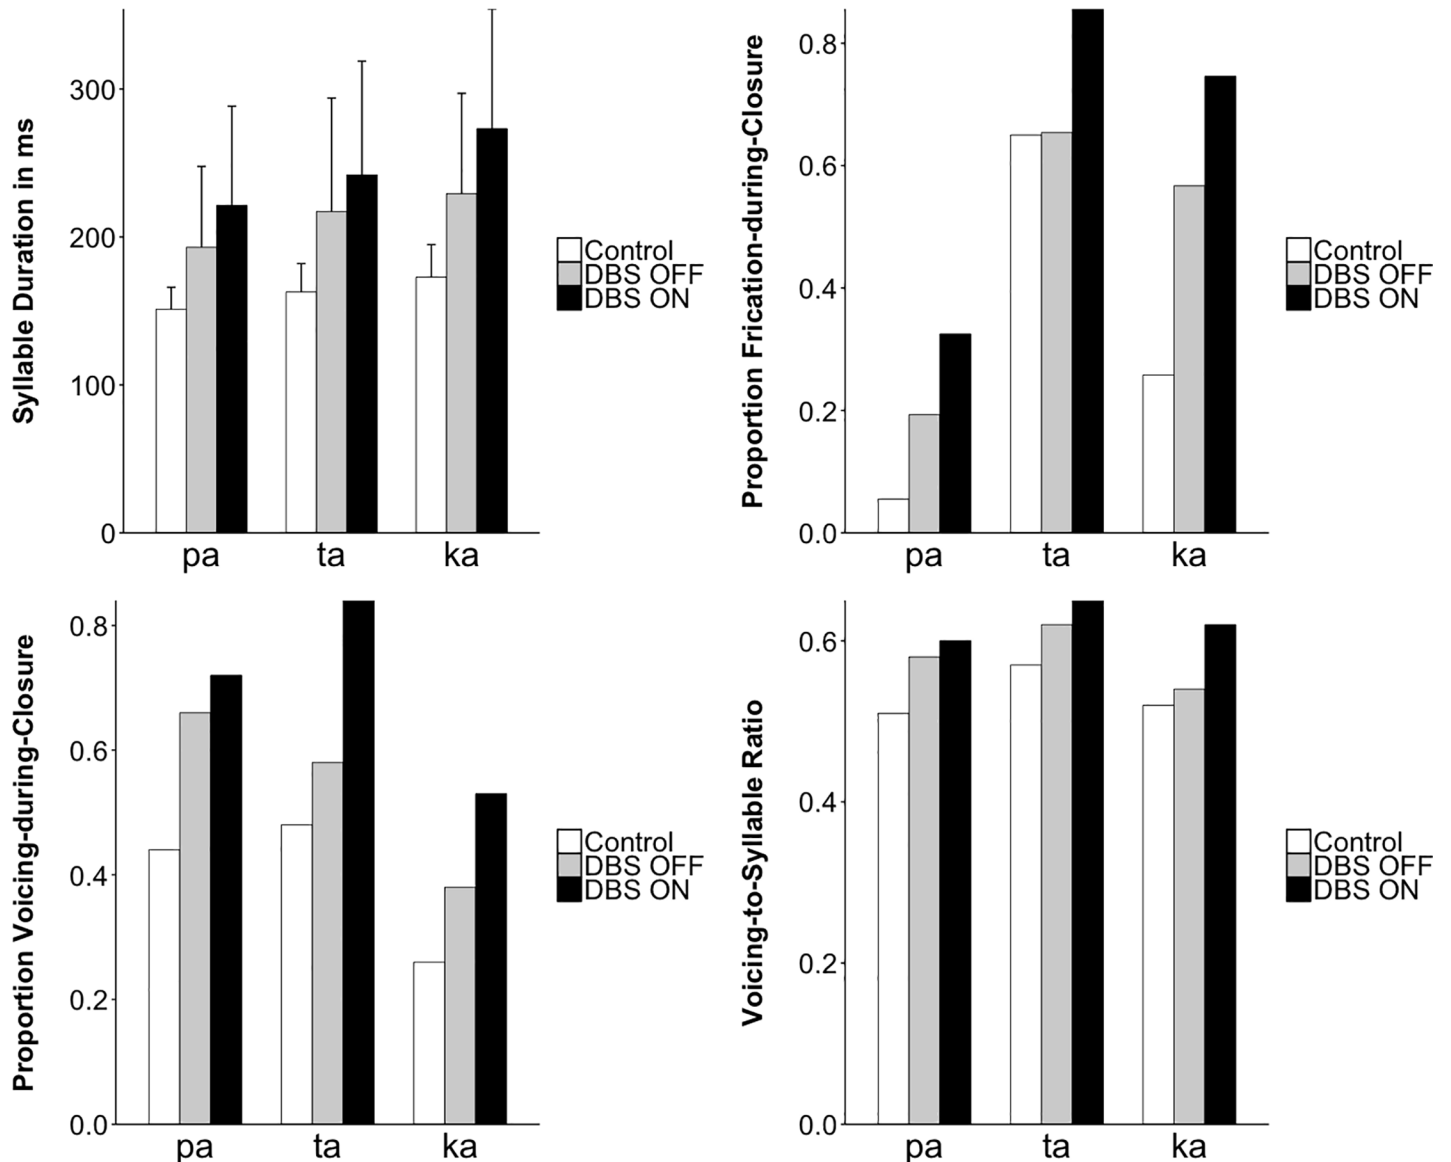 Syllable Duration in ms
300
200
100
0
pa ta ka
Control
DBS OFF
DBS ON
Proportion Frication-during-Closure
0.8
0.6
0.4
0.2
0.0
pa ta ka
Control
DBS OFF
DBS ON
Proportion Voicing-during-Closure
0.8
0.6
0.4
0.2
0.0
pa ta ka
Control
DBS OFF
DBS ON
Voicing-to-Syllable Ratio
0.6
0.4
0.2
0.0
pa ta ka
Control
DBS OFF
DBS ON